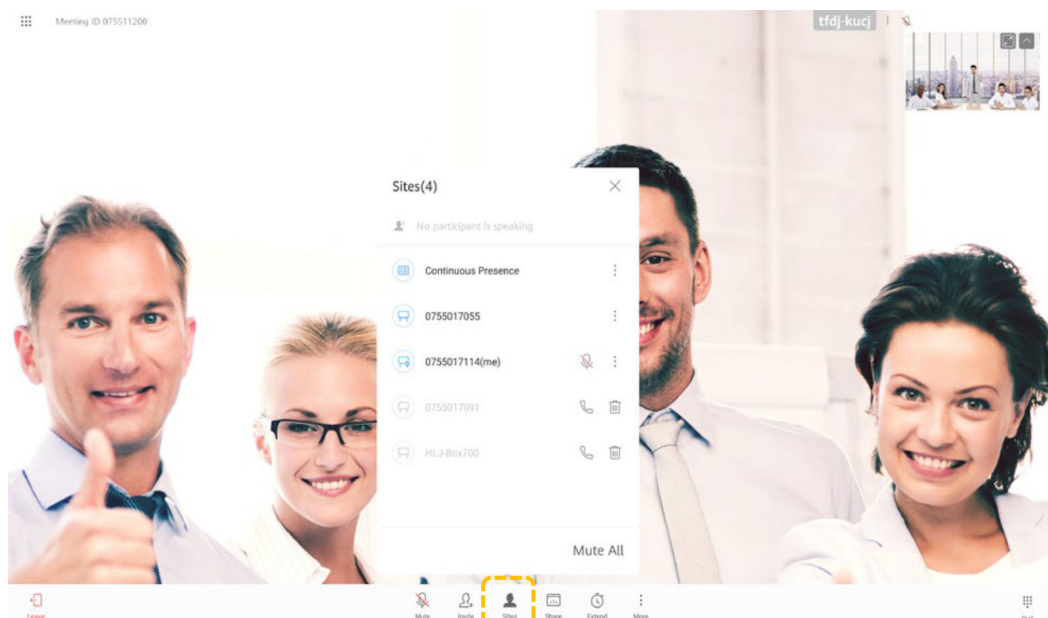 Meeting ID 075511200
tfdj-kucj
Sites(4)
No participant is speaking
Continuous Presence
0755017055
0755017114(me)
0755017091
HLJ-Box700
Mute All
Leave
Mute
Invite
Sites
Share
Extend
More